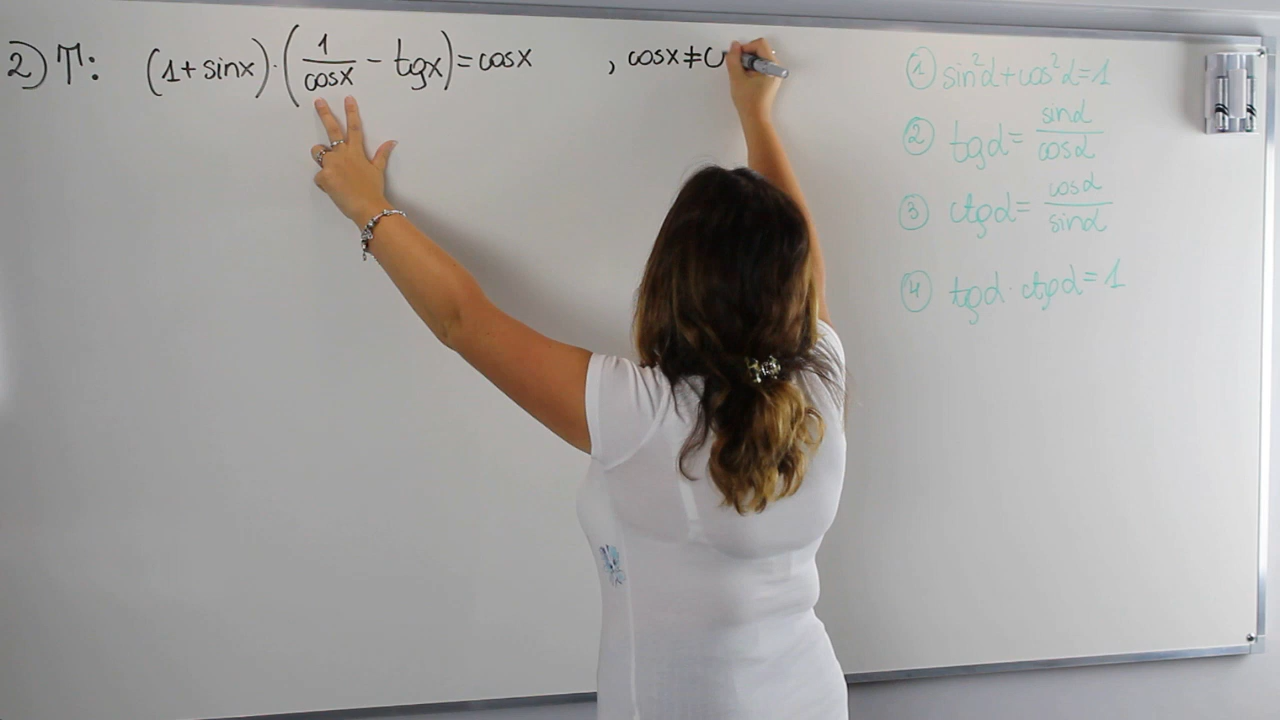 2) T: (1+sinx)·(1/cosx - tgx)=cosx , cosx≠0
① sin²α+cos²α=1
② tgα= sinα/cosα
③ ctgα= cosα/sinα
④ tgα·ctgα=1